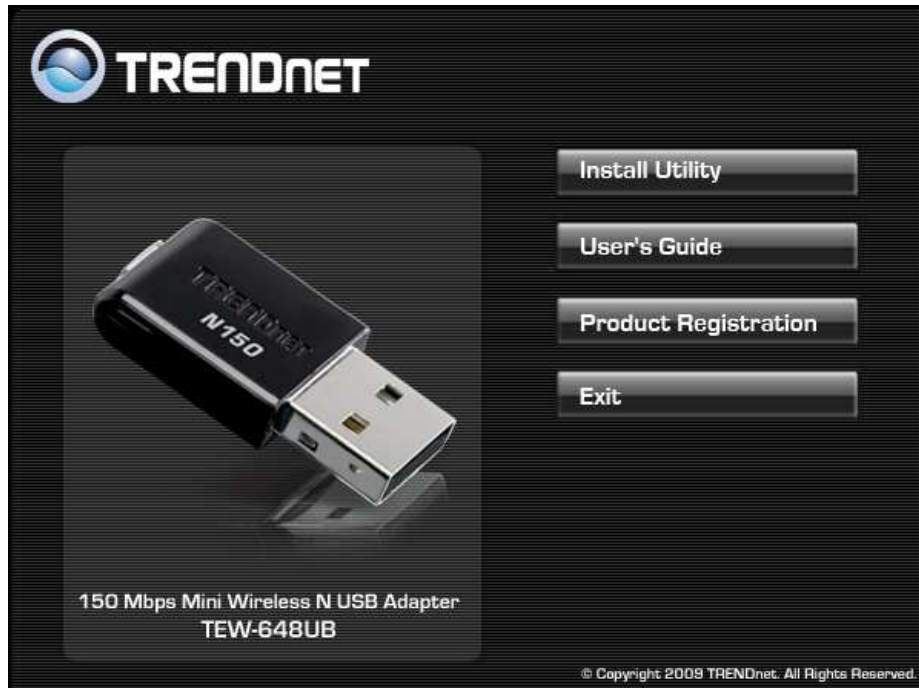 TRENDNET
Install Utility
User's Guide
Product Registration
Exit
TRENDNET
N150
150 Mbps Mini Wireless N USB Adapter
TEW-648UB
© Copyright 2009 TRENDnet. All Rights Reserved.